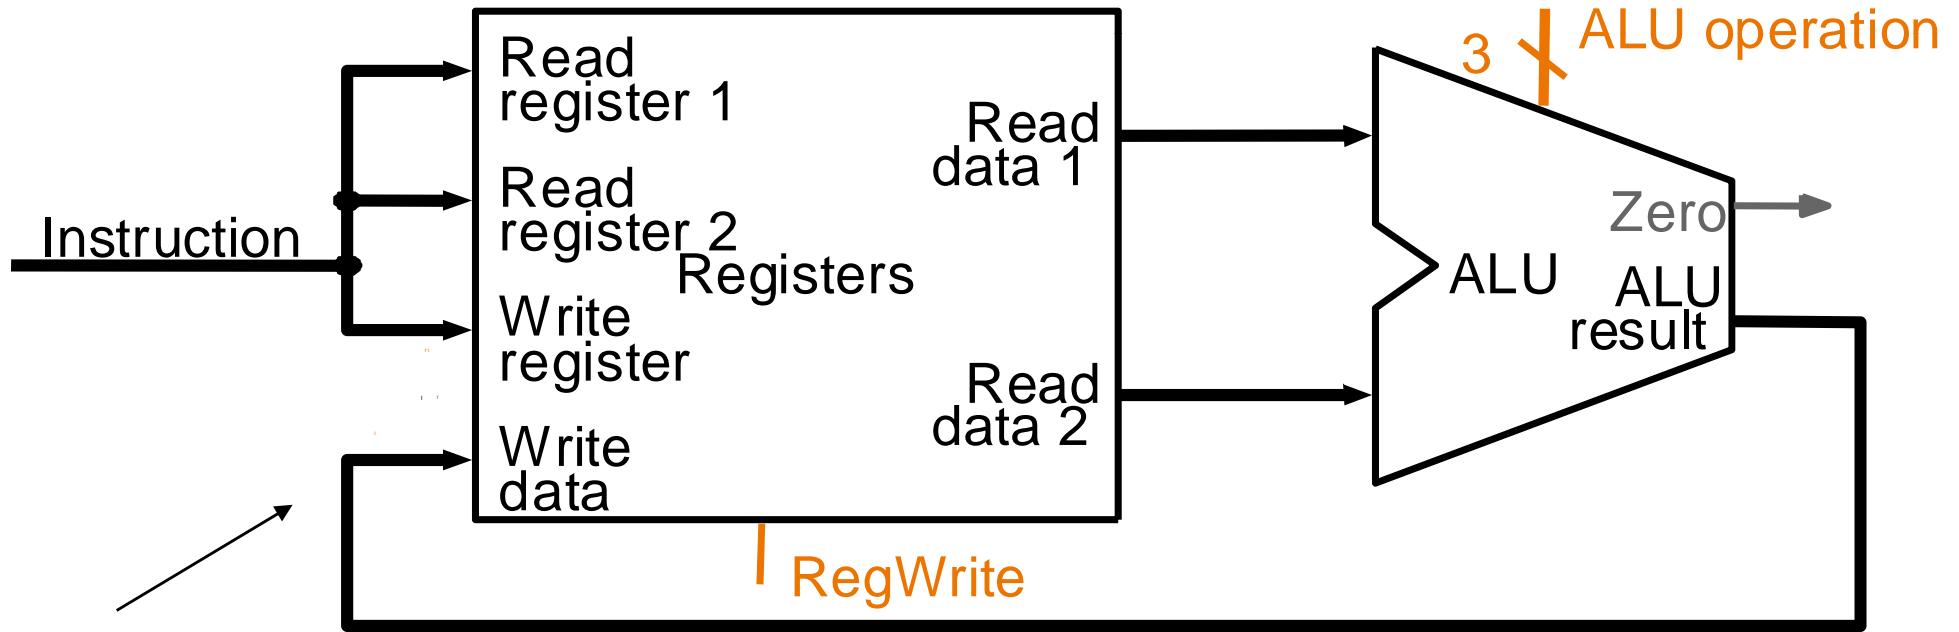 Instruction
Read
register 1
Read
register 2
Registers
Write
register
Write
data
Read
data 1
Read
data 2
RegWrite
3
ALU operation
Zero
ALU
ALU
result